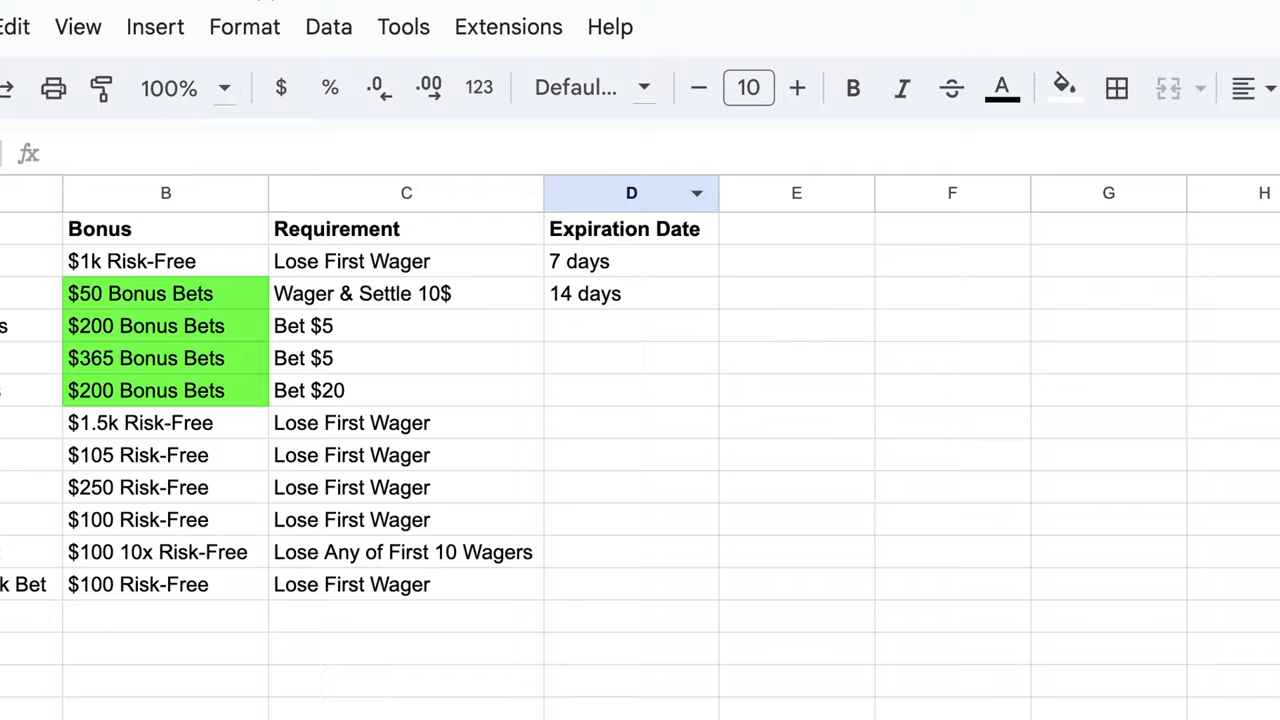 Edit View Insert Format Data Tools Extensions Help
100% $ % .0 .00 123 Defaul... − 10 + B I S A
fx
B C D E F G H
Bonus Requirement Expiration Date
$1k Risk-Free Lose First Wager 7 days
$50 Bonus Bets Wager & Settle 10$ 14 days
s $200 Bonus Bets Bet $5
$365 Bonus Bets Bet $5
$200 Bonus Bets Bet $20
$1.5k Risk-Free Lose First Wager
$105 Risk-Free Lose First Wager
$250 Risk-Free Lose First Wager
$100 Risk-Free Lose First Wager
$100 10x Risk-Free Lose Any of First 10 Wagers
k Bet $100 Risk-Free Lose First Wager